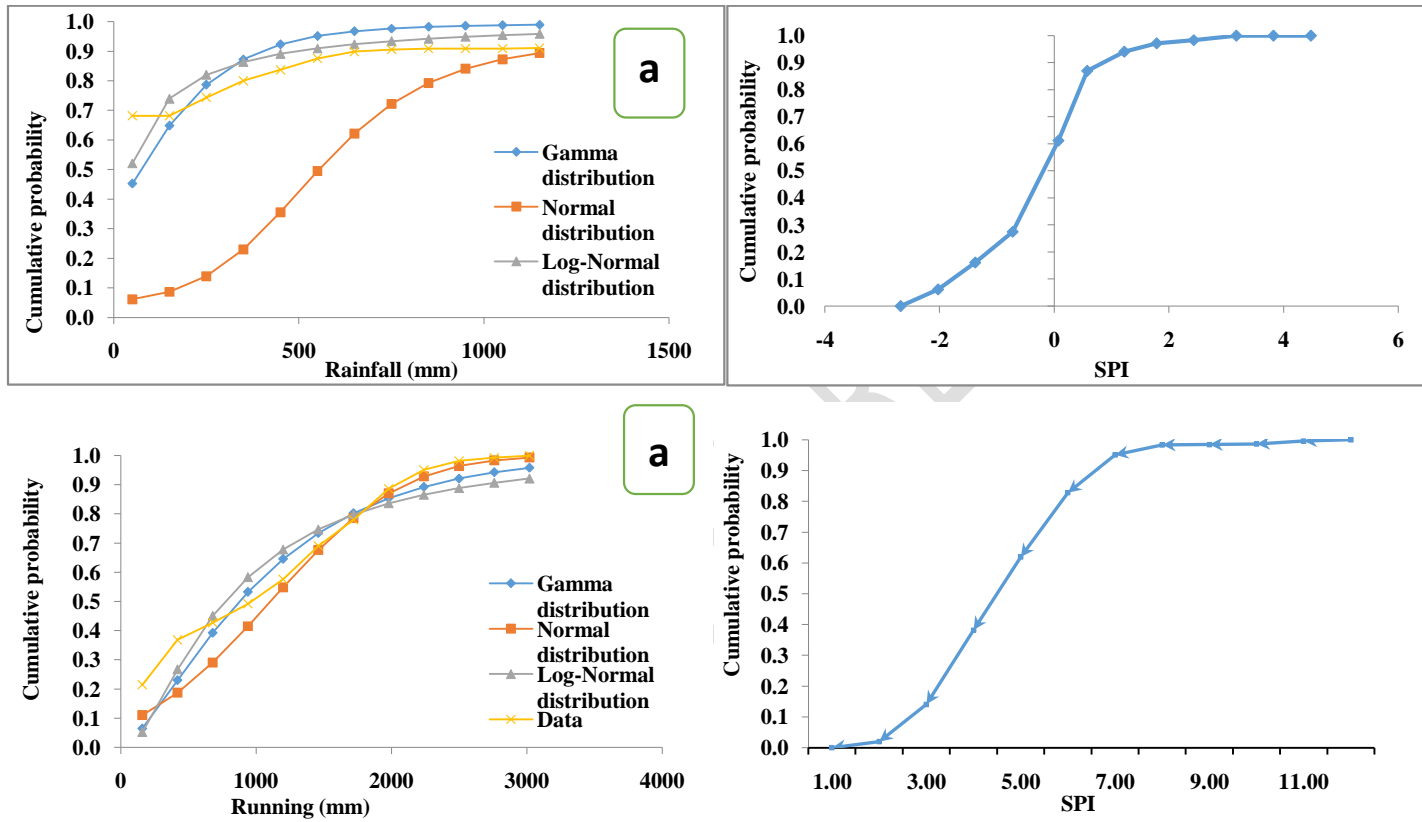 Cumulative probability
1.0
0.9
0.8
0.7
0.6
0.5
0.4
0.3
0.2
0.1
0.0
0
500
1000
1500
Rainfall (mm)
a
Gamma
distribution
Normal
distribution
Log-Normal
distribution
Cumulative probability
1.0
0.9
0.8
0.7
0.6
0.5
0.4
0.3
0.2
0.1
0.0
-4
-2
0
2
4
6
SPI
Cumulative probability
1.0
0.9
0.8
0.7
0.6
0.5
0.4
0.3
0.2
0.1
0.0
0
1000
2000
3000
4000
Running (mm)
a
Gamma
distribution
Normal
distribution
Log-Normal
distribution
Data
Cumulative probability
1.0
0.9
0.8
0.7
0.6
0.5
0.4
0.3
0.2
0.1
0.0
1.00
3.00
5.00
7.00
9.00
11.00
SPI